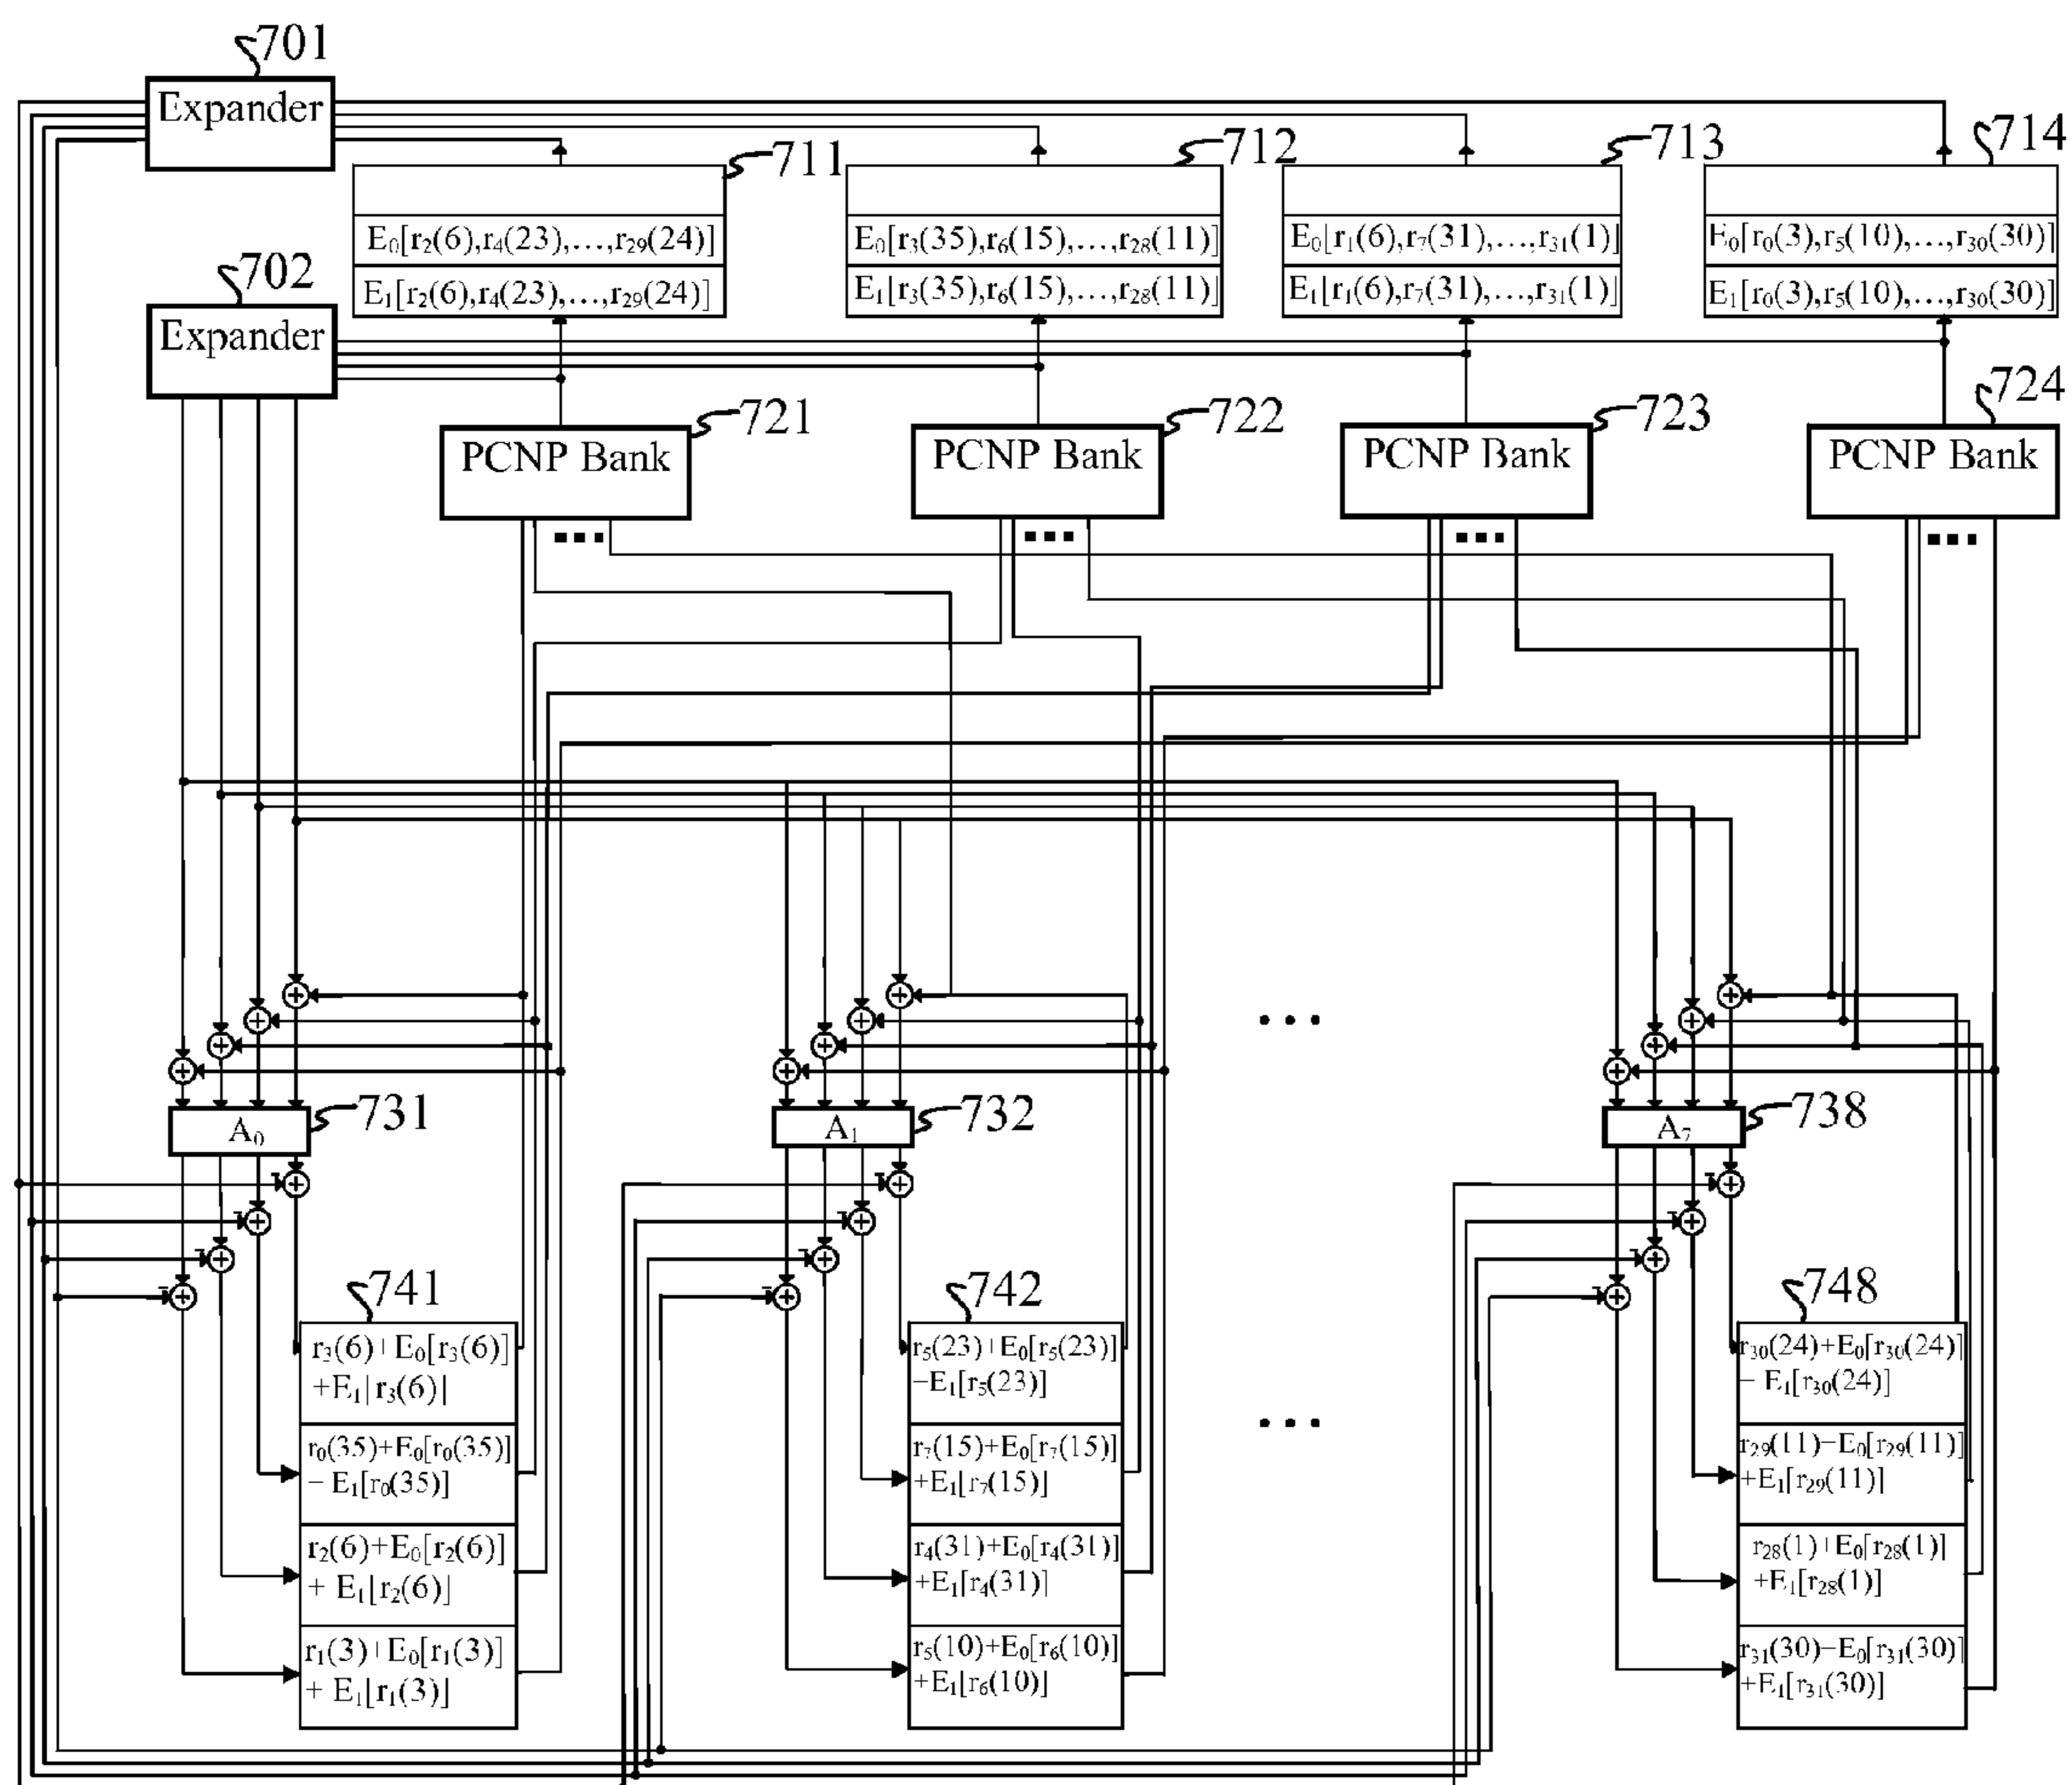 701
Expander
711
712
713
714
E₀[r₂(6),r₄(23),...,r₂₉(24)]
E₁[r₂(6),r₄(23),...,r₂₉(24)]
E₀[r₃(35),r₆(15),...,r₂₈(11)]
E₁[r₃(35),r₆(15),...,r₂₈(11)]
E₀[r₁(6),r₇(31),...,r₃₁(1)]
E₁[r₁(6),r₇(31),...,r₃₁(1)]
E₀[r₀(3),r₅(10),...,r₃₀(30)]
E₁[r₀(3),r₅(10),...,r₃₀(30)]
702
Expander
721
PCNP Bank
722
PCNP Bank
723
PCNP Bank
724
PCNP Bank
...
...
...
...
...
A₀
731
A₁
732
A₇
738
741
r₃(6)+E₀[r₃(6)]
+E₁[r₃(6)]
r₀(35)+E₀[r₀(35)]
− E₁[r₀(35)]
r₂(6)+E₀[r₂(6)]
+ E₁[r₂(6)]
r₁(3)+E₀[r₁(3)]
+ E₁[r₁(3)]
742
r₅(23)+E₀[r₅(23)]
−E₁[r₅(23)]
r₇(15)+E₀[r₇(15)]
+E₁[r₇(15)]
r₄(31)+E₀[r₄(31)]
+E₁[r₄(31)]
r₅(10)+E₀[r₆(10)]
+E₁[r₆(10)]
...
748
r₃₀(24)+E₀[r₃₀(24)]
− E₁[r₃₀(24)]
r₂₉(11)−E₀[r₂₉(11)]
+E₁[r₂₉(11)]
r₂₈(1)+E₀[r₂₈(1)]
+E₁[r₂₈(1)]
r₃₁(30)−E₀[r₃₁(30)]
+E₁[r₃₁(30)]